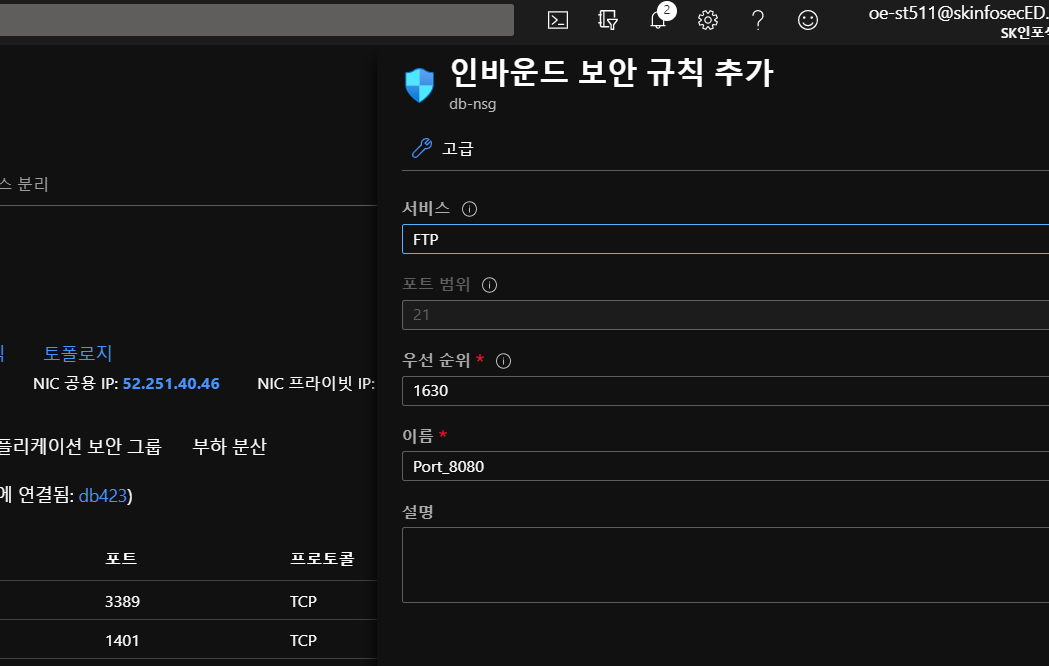 2
oe-st511@skinfosecED.
SK인포
인바운드 보안 규칙 추가
db-nsg
고급
스 분리
서비스
FTP
포트 범위
21
토폴로지
NIC 공용 IP: 52.251.40.46 NIC 프라이빗 IP:
우선 순위 *
1630
이름 *
Port_8080
플리케이션 보안 그룹 부하 분산
에 연결됨: db423)
설명
포트 프로토콜
3389 TCP
1401 TCP